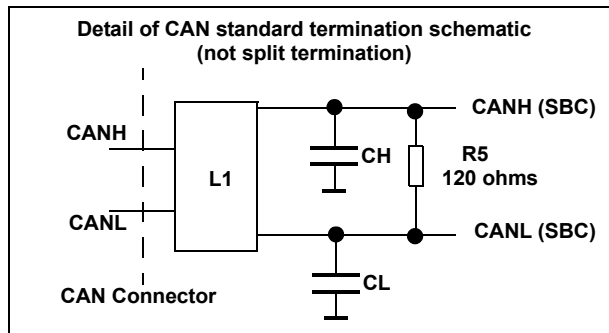 Detail of CAN standard termination schematic
(not split termination)
CANH (SBC)
CANH
CH
R5
120 ohms
L1
CANL
CANL (SBC)
CL
CAN Connector